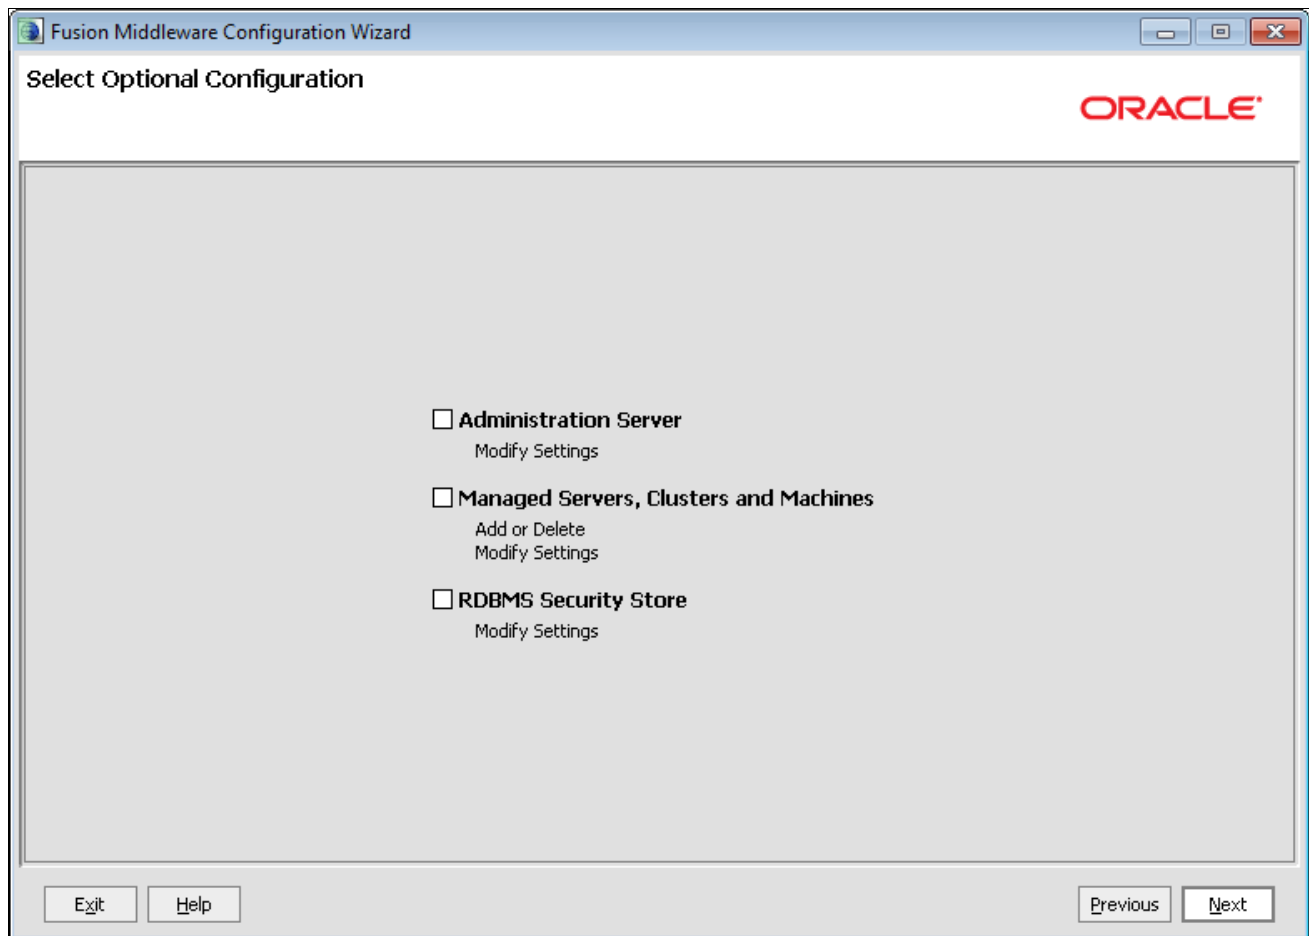 Fusion Middleware Configuration Wizard
Select Optional Configuration
ORACLE
Administration Server
Modify Settings
Managed Servers, Clusters and Machines
Add or Delete
Modify Settings
RDBMS Security Store
Modify Settings
Exit Help Previous Next